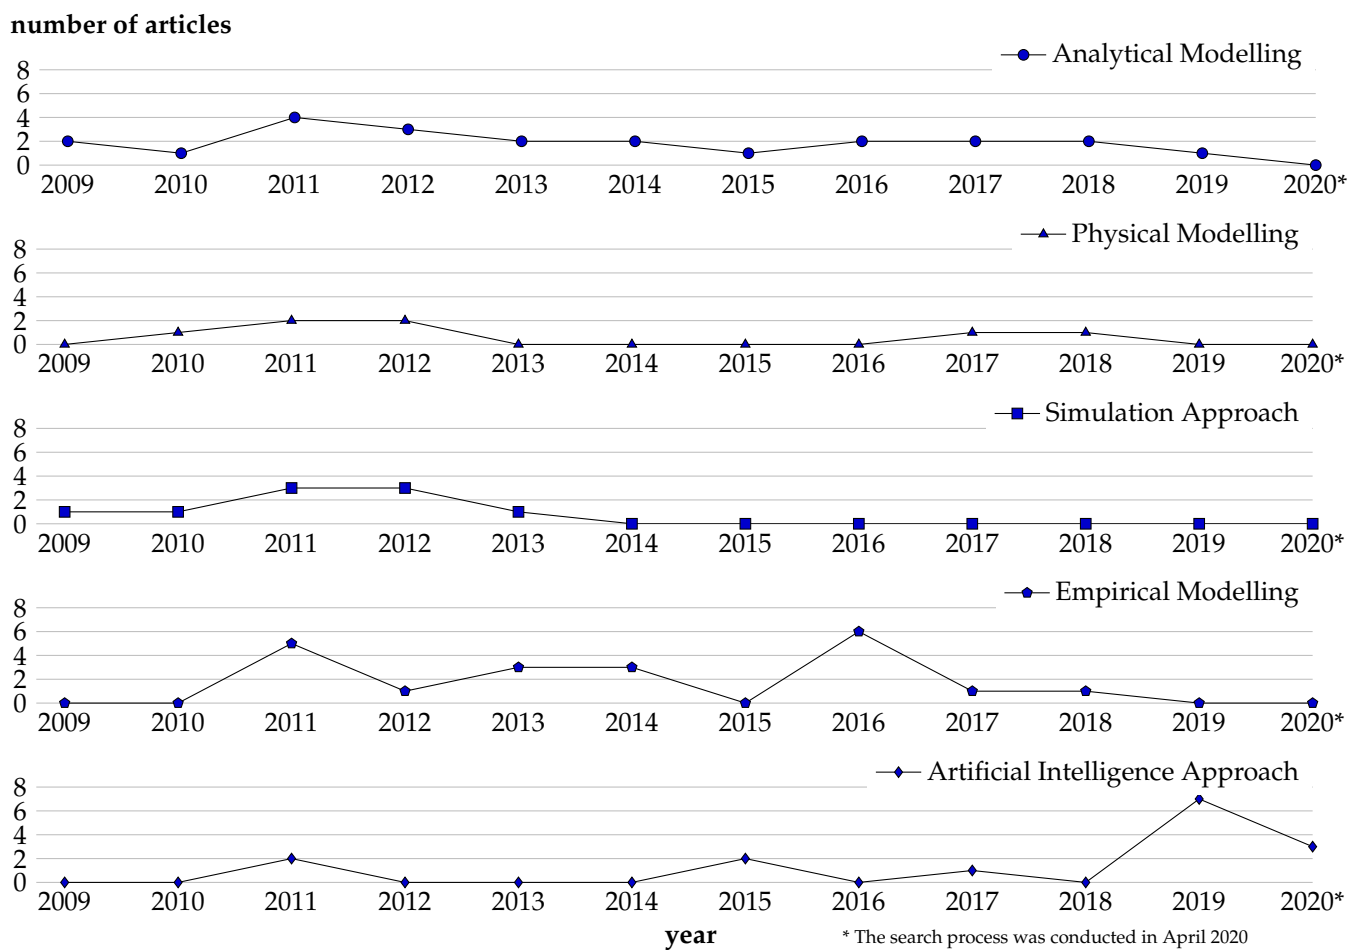 number of articles
Analytical Modelling
8
6
4
2
0
2009 2010 2011 2012 2013 2014 2015 2016 2017 2018 2019 2020*
Physical Modelling
8
6
4
2
0
2009 2010 2011 2012 2013 2014 2015 2016 2017 2018 2019 2020*
Simulation Approach
8
6
4
2
0
2009 2010 2011 2012 2013 2014 2015 2016 2017 2018 2019 2020*
Empirical Modelling
8
6
4
2
0
2009 2010 2011 2012 2013 2014 2015 2016 2017 2018 2019 2020*
Artificial Intelligence Approach
8
6
4
2
0
2009 2010 2011 2012 2013 2014 2015 2016 2017 2018 2019 2020*
year
* The search process was conducted in April 2020